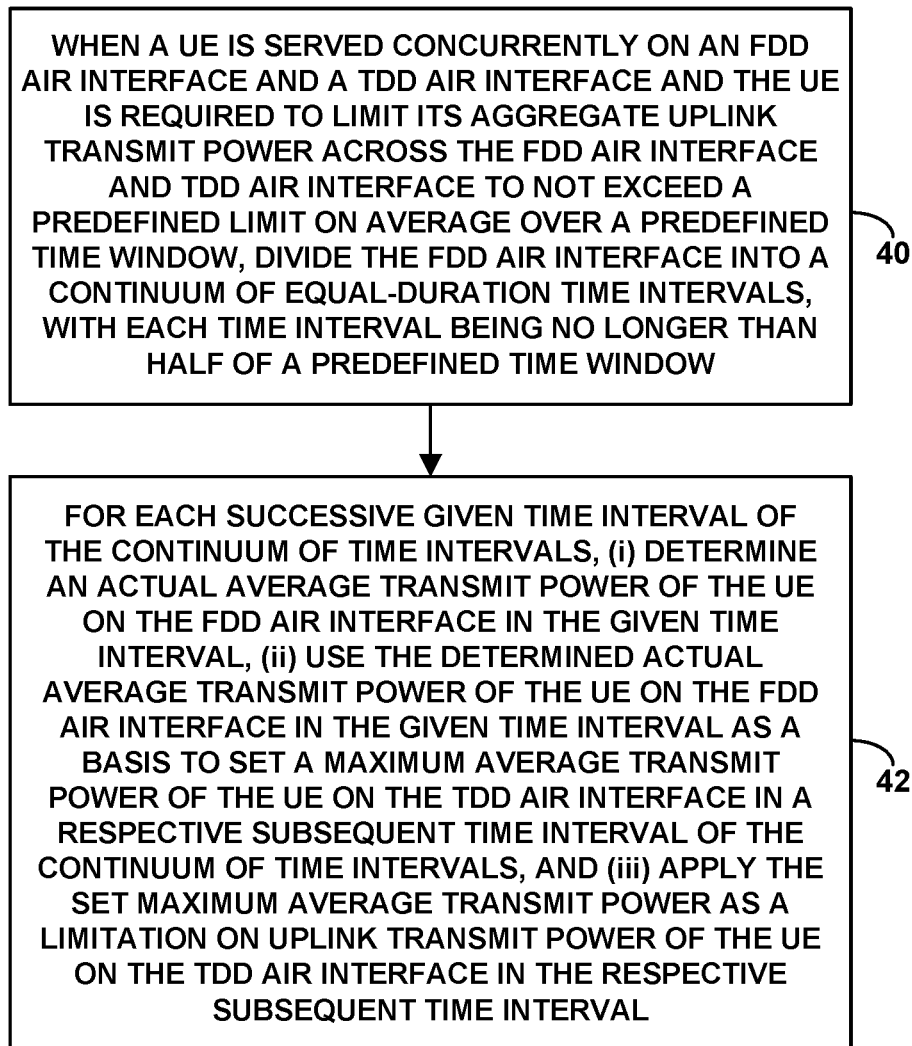 WHEN A UE IS SERVED CONCURRENTLY ON AN FDD
AIR INTERFACE AND A TDD AIR INTERFACE AND THE UE
IS REQUIRED TO LIMIT ITS AGGREGATE UPLINK
TRANSMIT POWER ACROSS THE FDD AIR INTERFACE
AND TDD AIR INTERFACE TO NOT EXCEED A
PREDEFINED LIMIT ON AVERAGE OVER A PREDEFINED
TIME WINDOW, DIVIDE THE FDD AIR INTERFACE INTO A
CONTINUUM OF EQUAL-DURATION TIME INTERVALS,
WITH EACH TIME INTERVAL BEING NO LONGER THAN
HALF OF A PREDEFINED TIME WINDOW
40
FOR EACH SUCCESSIVE GIVEN TIME INTERVAL OF
THE CONTINUUM OF TIME INTERVALS, (i) DETERMINE
AN ACTUAL AVERAGE TRANSMIT POWER OF THE UE
ON THE FDD AIR INTERFACE IN THE GIVEN TIME
INTERVAL, (ii) USE THE DETERMINED ACTUAL
AVERAGE TRANSMIT POWER OF THE UE ON THE FDD
AIR INTERFACE IN THE GIVEN TIME INTERVAL AS A
BASIS TO SET A MAXIMUM AVERAGE TRANSMIT
POWER OF THE UE ON THE TDD AIR INTERFACE IN A
RESPECTIVE SUBSEQUENT TIME INTERVAL OF THE
CONTINUUM OF TIME INTERVALS, AND (iii) APPLY THE
SET MAXIMUM AVERAGE TRANSMIT POWER AS A
LIMITATION ON UPLINK TRANSMIT POWER OF THE UE
ON THE TDD AIR INTERFACE IN THE RESPECTIVE
SUBSEQUENT TIME INTERVAL
42